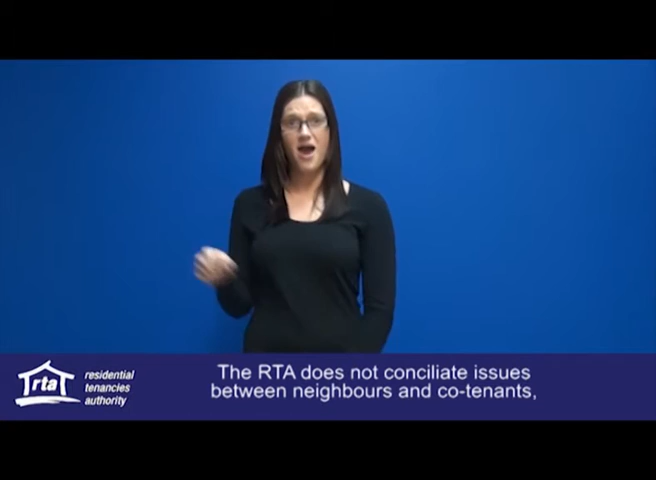 The RTA does not conciliate issues
between neighbours and co-tenants,
rta
residential
tenancies
authority